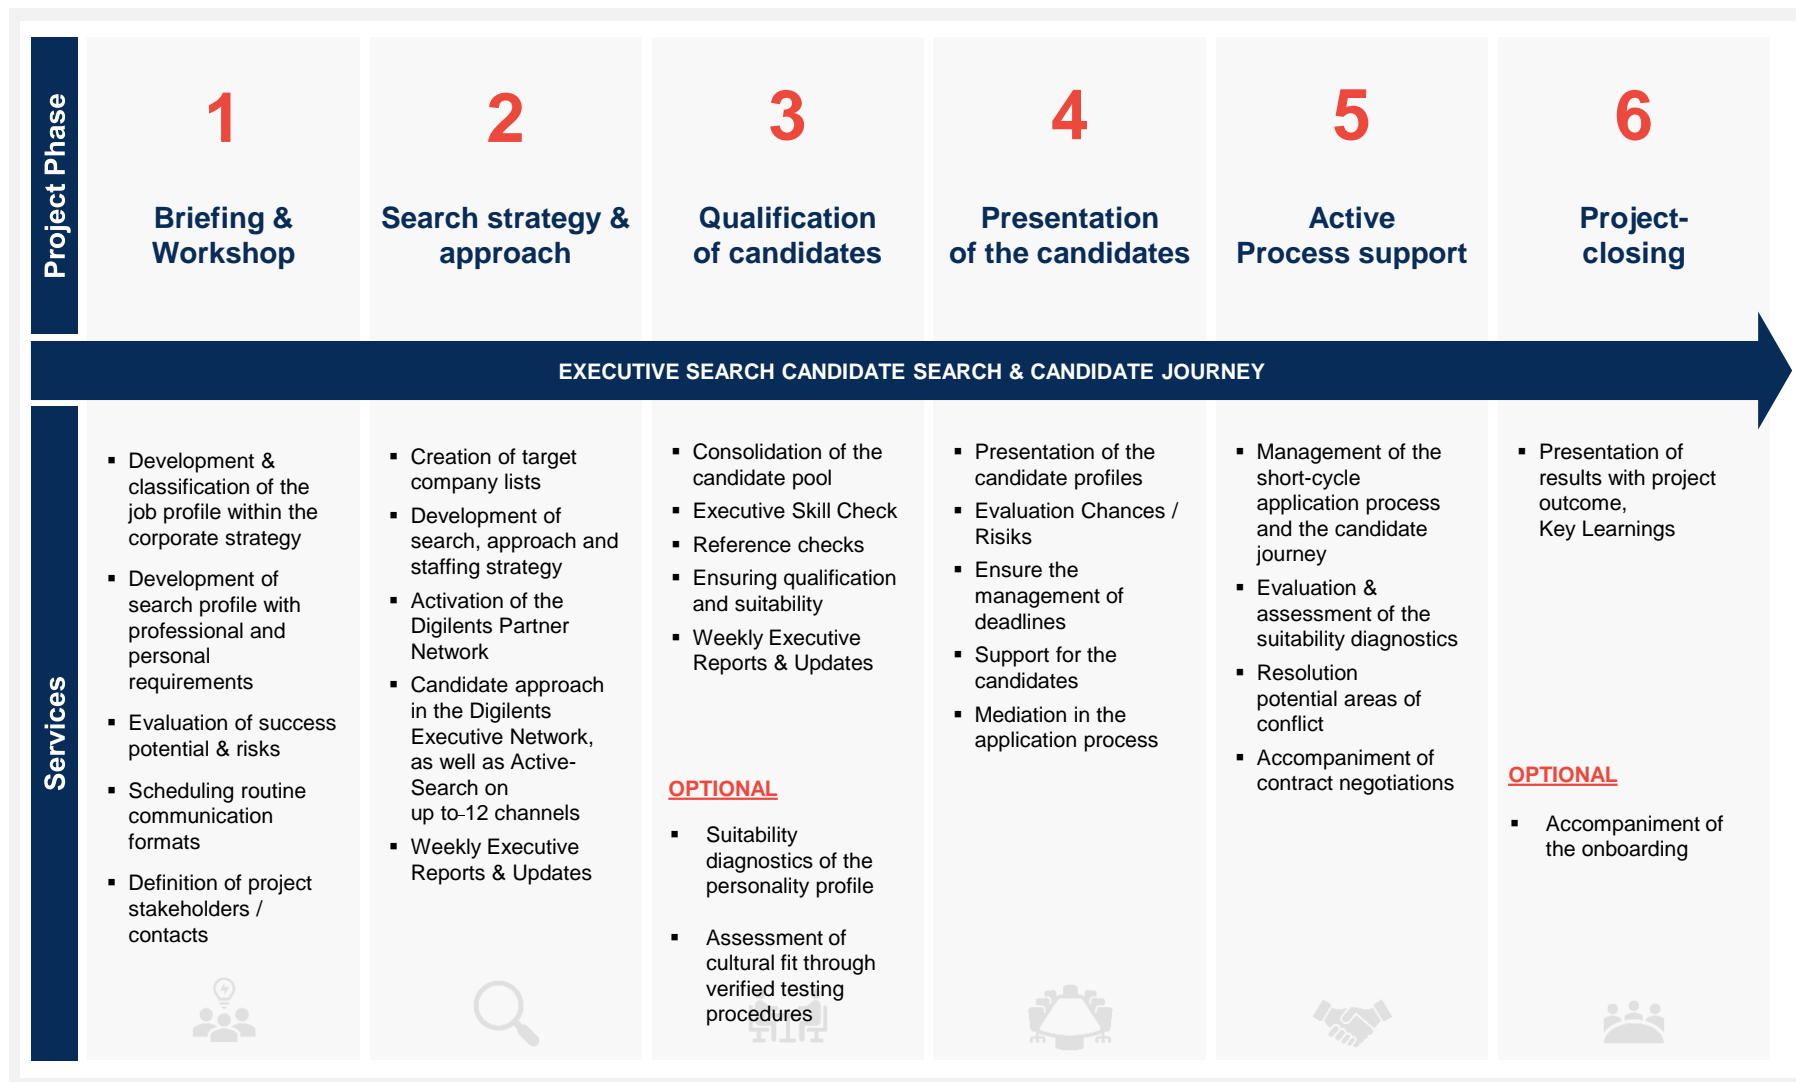 Project Phase
1
Briefing &
Workshop
2
Search strategy &
approach
3
Qualification
of candidates
4
Presentation
of the candidates
5
Active
Process support
6
Project-
closing
EXECUTIVE SEARCH CANDIDATE SEARCH & CANDIDATE JOURNEY
Services
▪ Development &
classification of the
job profile within the
corporate strategy
▪ Development of
search profile with
professional and
personal
requirements
▪ Evaluation of success
potential & risks
▪ Scheduling routine
communication
formats
▪ Definition of project
stakeholders /
contacts
▪ Creation of target
company lists
▪ Development of
search, approach and
staffing strategy
▪ Activation of the
Digilents Partner
Network
▪ Candidate approach
in the Digilents
Executive Network,
as well as Active-
Search on
up to 12 channels
▪ Weekly Executive
Reports & Updates
▪ Consolidation of the
candidate pool
▪ Executive Skill Check
▪ Reference checks
▪ Ensuring qualification
and suitability
▪ Weekly Executive
Reports & Updates
OPTIONAL
▪ Suitability
diagnostics of the
personality profile
▪ Assessment of
cultural fit through
verified testing
procedures
▪ Presentation of the
candidate profiles
▪ Evaluation Chances /
Risiks
▪ Ensure the
management of
deadlines
▪ Support for the
candidates
▪ Mediation in the
application process
▪ Management of the
short-cycle
application process
and the candidate
journey
▪ Evaluation &
assessment of the
suitability diagnostics
▪ Resolution
potential areas of
conflict
▪ Accompaniment of
contract negotiations
▪ Presentation of
results with project
outcome,
Key Learnings
OPTIONAL
▪ Accompaniment of
the onboarding